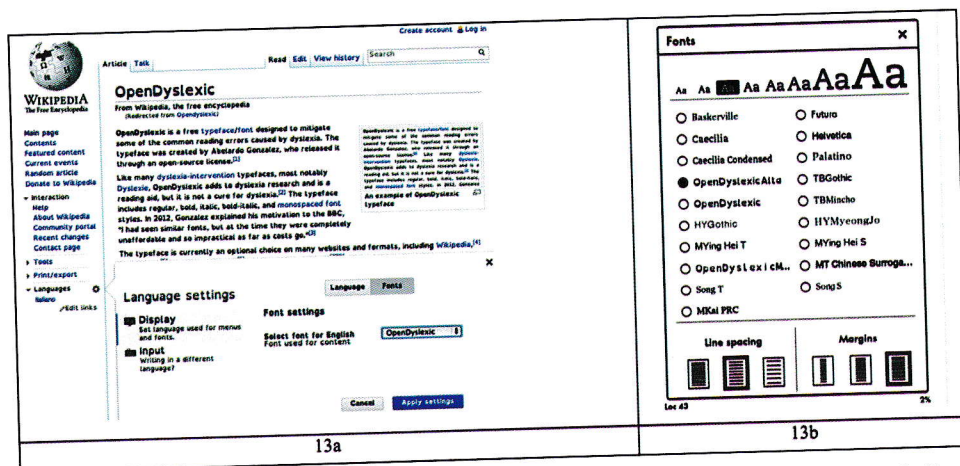 Create account Log in
Article Talk Read Edit View history Search
WIKIPEDIA
The Free Encyclopedia
Main page
Contents
Featured content
Current events
Random article
Donate to Wikipedia
Interaction
Help
About Wikipedia
Community portal
Recent changes
Contact page
Tools
Print/export
Languages
Italiano
Edit links
OpenDyslexic
From Wikipedia, the free encyclopedia
(Redirected from Opendyslexic)
OpenDyslexic is a free typeface/font designed to mitigate
some of the common reading errors caused by dyslexia. The
typeface was created by Abelardo Gonzalez, who released it
through an open-source license.[1]
Like many dyslexia-intervention typefaces, most notably
Dyslexie, OpenDyslexic adds to dyslexia research and is a
reading aid, but it is not a cure for dyslexia.[2] The typeface
includes regular, bold, italic, bold-italic, and monospaced font
styles. In 2012, Gonzalez explained his motivation to the BBC,
"I had seen similar fonts, but at the time they were completely
unaffordable and so impractical as far as costs go."[3]
The typeface is currently an optional choice on many websites and formats, including Wikipedia,[4]
An example of OpenDyslexic
typeface
Language settings
Display
Set language used for menus
and fonts.
Input
Writing in a different
language?
Language Fonts
Font settings
Select font for English
Font used for content
OpenDyslexic
Cancel Apply settings
13a
Fonts ×
Aa Aa Aa Aa Aa Aa Aa Aa
Baskerville
Caecilia
Caecilia Condensed
OpenDyslexicAlta
OpenDyslexic
HYGothic
MYing Hei T
OpenDyslexicM...
Song T
MKai PRC
Futura
Helvetica
Palatino
TBGothic
TBMincho
HYMyeongJo
MYing Hei S
MT Chinese Surroga...
Song S
Line spacing Margins
Loc 43 2%
13b